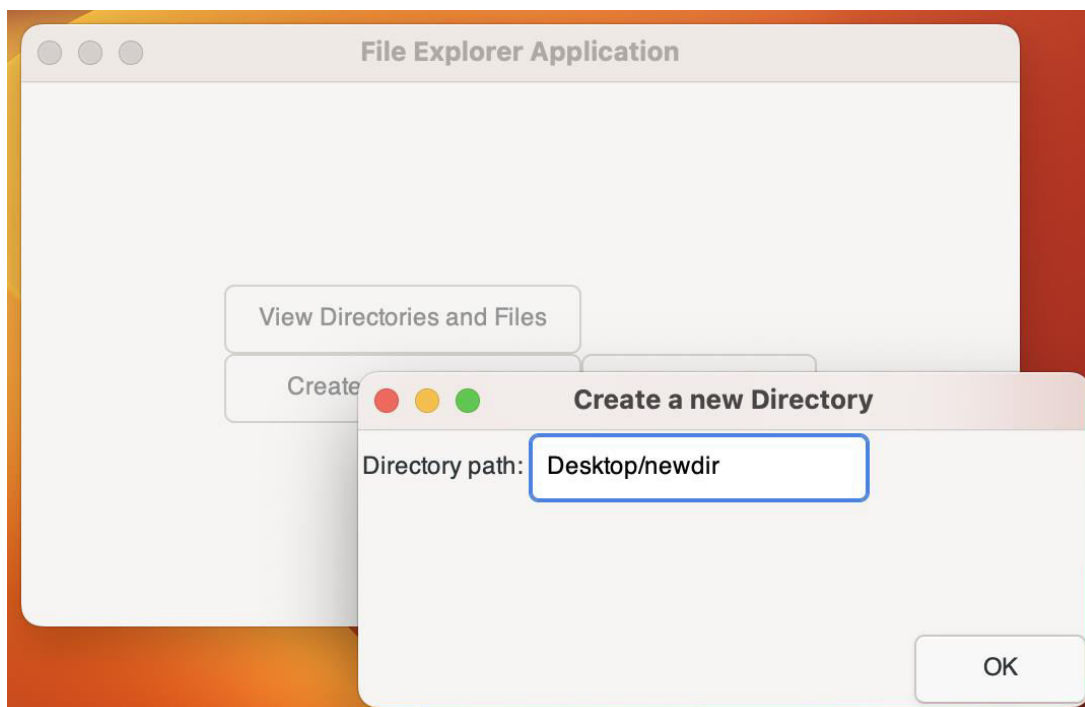 File Explorer Application
View Directories and Files
Create
Create a new Directory
Directory path: Desktop/newdir
OK